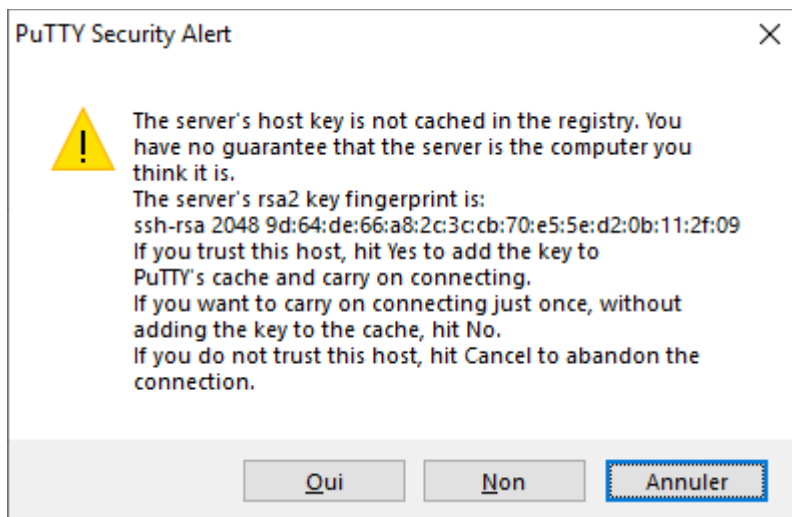 PuTTY Security Alert
The server's host key is not cached in the registry. You
have no guarantee that the server is the computer you
think it is.
The server's rsa2 key fingerprint is:
ssh-rsa 2048 9d:64:de:66:a8:2c:3c:cb:70:e5:5e:d2:0b:11:2f:09
If you trust this host, hit Yes to add the key to
PuTTY's cache and carry on connecting.
If you want to carry on connecting just once, without
adding the key to the cache, hit No.
If you do not trust this host, hit Cancel to abandon the
connection.
Oui Non Annuler